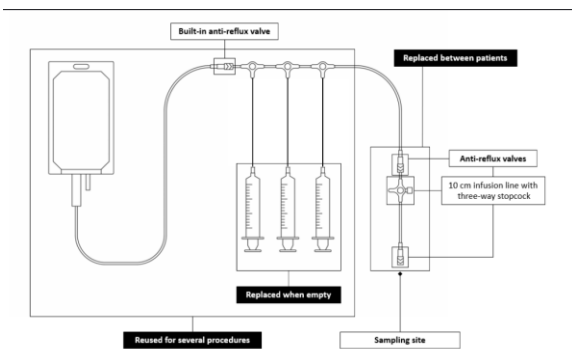 Built-in anti-reflux valve
Replaced between patients
Anti-reflux valves
10 cm infusion line with
three-way stopcock
Replaced when empty
Reused for several procedures
Sampling site